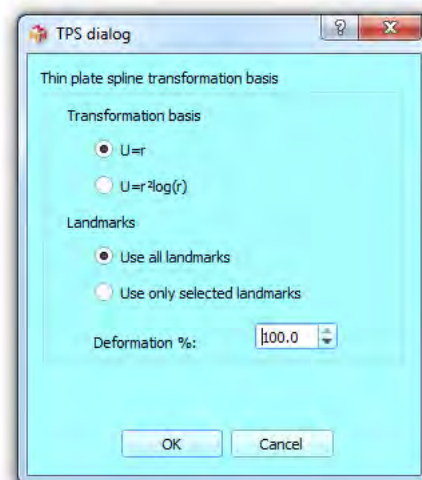 TPS dialog
Thin plate spline transformation basis
Transformation basis
U=r
U=r²log(r)
Landmarks
Use all landmarks
Use only selected landmarks
Deformation %: 100.0
OK Cancel